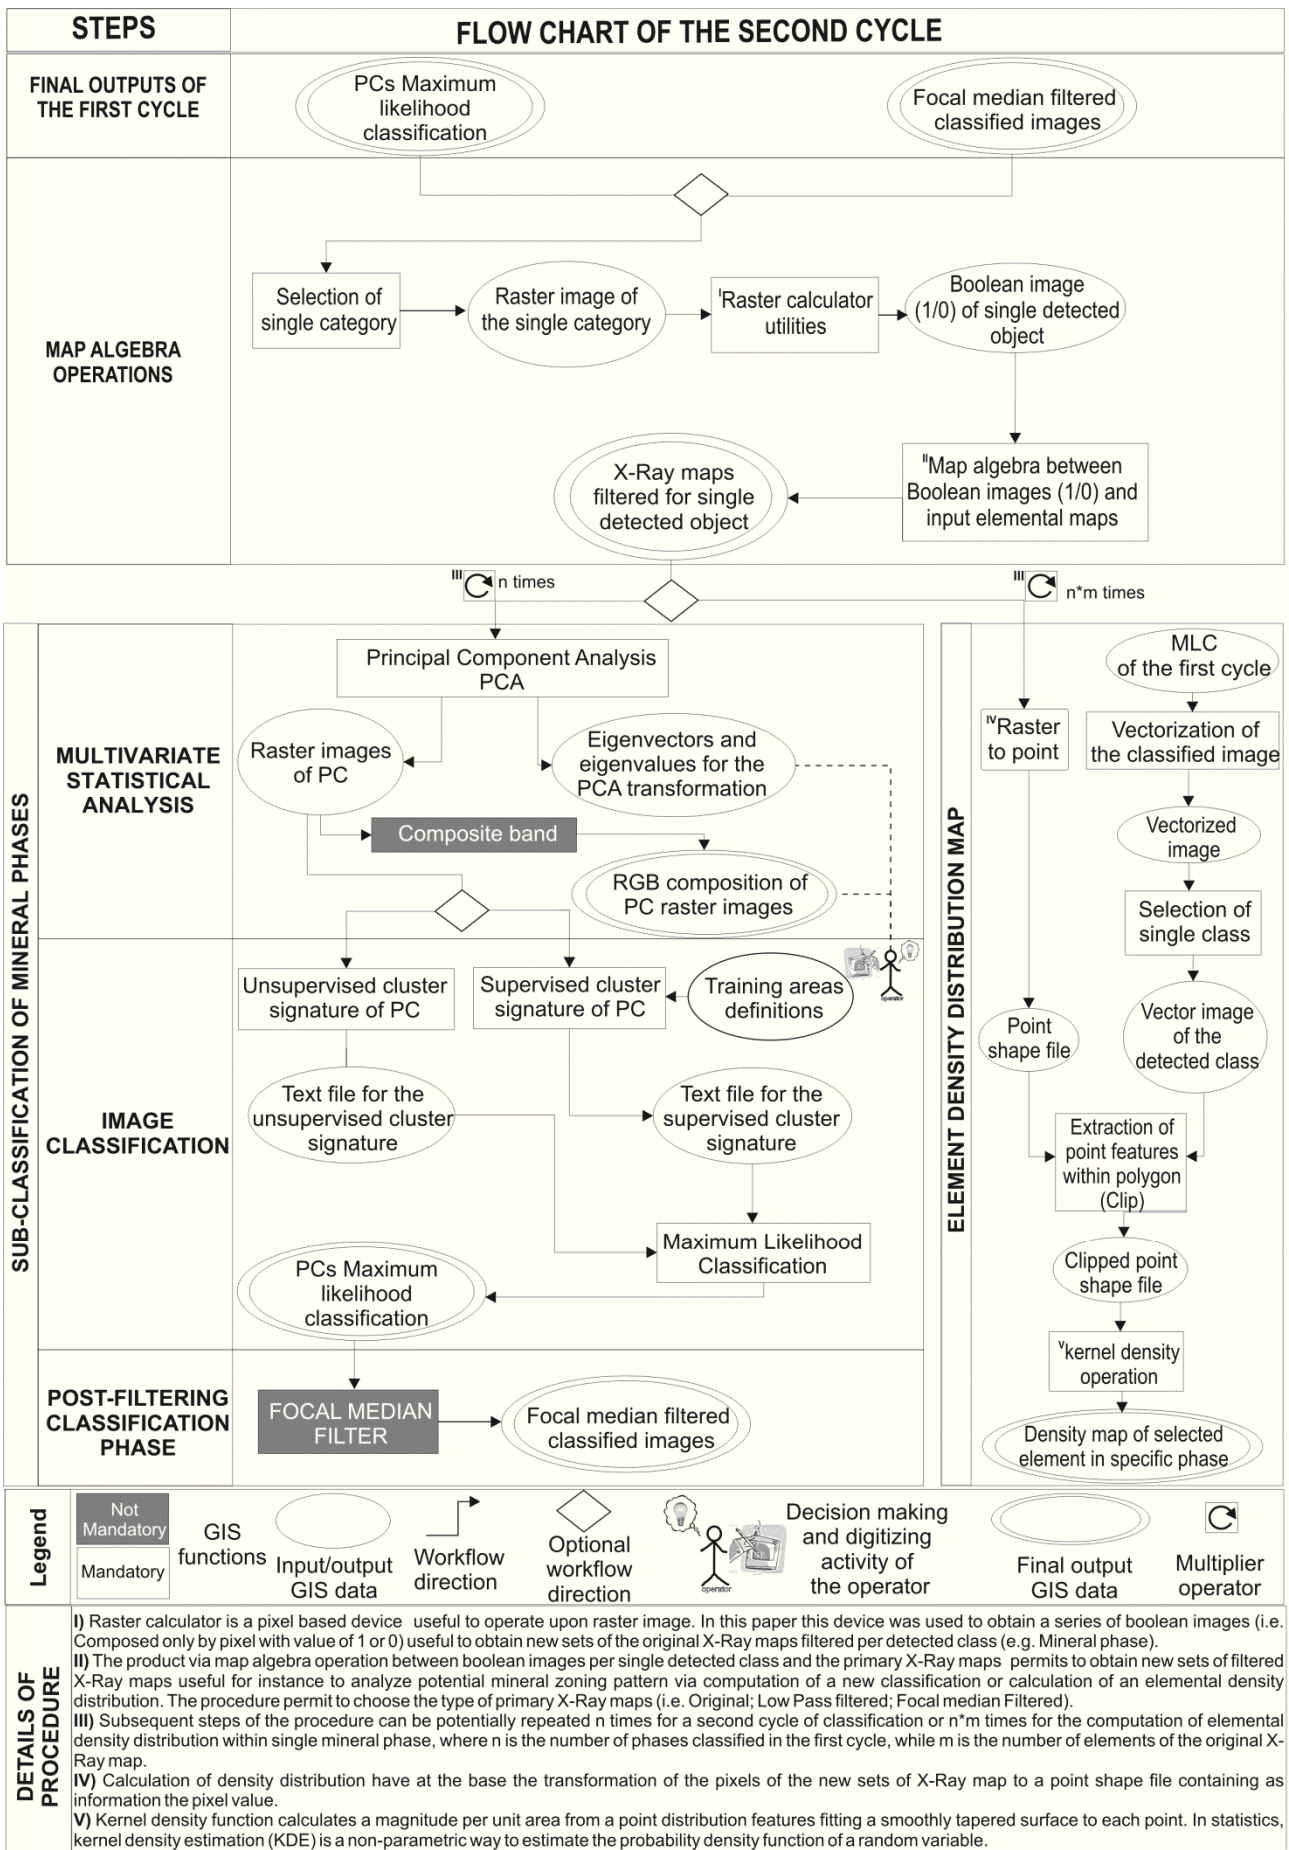 STEPS
FLOW CHART OF THE SECOND CYCLE
FINAL OUTPUTS OF
THE FIRST CYCLE
PCs Maximum
likelihood
classification
Focal median filtered
classified images
MAP ALGEBRA
OPERATIONS
Selection of
single category
Raster image of
the single category
I Raster calculator
utilities
Boolean image
(1/0) of single detected
object
X-Ray maps
filtered for single
detected object
II Map algebra between
Boolean images (1/0) and
input elemental maps
III n times
III n*m times
SUB-CLASSIFICATION OF MINERAL PHASES
MULTIVARIATE
STATISTICAL
ANALYSIS
Principal Component Analysis
PCA
Raster images
of PC
Eigenvectors and
eigenvalues for the
PCA transformation
Composite band
RGB composition of
PC raster images
IMAGE
CLASSIFICATION
Unsupervised cluster
signature of PC
Supervised cluster
signature of PC
Training areas
definitions
operator
Text file for the
unsupervised cluster
signature
Text file for the
supervised cluster
signature
Maximum Likelihood
Classification
PCs Maximum
likelihood
classification
POST-FILTERING
CLASSIFICATION
PHASE
FOCAL MEDIAN
FILTER
Focal median filtered
classified images
ELEMENT DENSITY DISTRIBUTION MAP
MLC
of the first cycle
IV Raster
to point
Vectorization of
the classified image
Vectorized
image
Selection of
single class
Point
shape file
Vector image
of the
detected class
Extraction of
point features
within polygon
(Clip)
Clipped point
shape file
V kernel density
operation
Density map of selected
element in specific phase
Legend
Not
Mandatory
Mandatory
GIS
functions
Input/output
GIS data
Workflow
direction
Optional
workflow
direction
operator
Decision making
and digitizing
activity of
the operator
Final output
GIS data
Multiplier
operator
DETAILS OF
PROCEDURE
I) Raster calculator is a pixel based device useful to operate upon raster image. In this paper this device was used to obtain a series of boolean images (i.e.
Composed only by pixel with value of 1 or 0) useful to obtain new sets of the original X-Ray maps filtered per detected class (e.g. Mineral phase).
II) The product via map algebra operation between boolean images per single detected class and the primary X-Ray maps permits to obtain new sets of filtered
X-Ray maps useful for instance to analyze potential mineral zoning pattern via computation of a new classification or calculation of an elemental density
distribution. The procedure permit to choose the type of primary X-Ray maps (i.e. Original; Low Pass filtered; Focal median Filtered).
III) Subsequent steps of the procedure can be potentially repeated n times for a second cycle of classification or n*m times for the computation of elemental
density distribution within single mineral phase, where n is the number of phases classified in the first cycle, while m is the number of elements of the original X-
Ray map.
IV) Calculation of density distribution have at the base the transformation of the pixels of the new sets of X-Ray map to a point shape file containing as
information the pixel value.
V) Kernel density function calculates a magnitude per unit area from a point distribution features fitting a smoothly tapered surface to each point. In statistics,
kernel density estimation (KDE) is a non-parametric way to estimate the probability density function of a random variable.